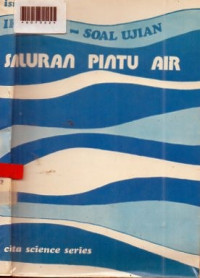 - SOAL UJIAN
SALURAN PINTU AIR
cita science series